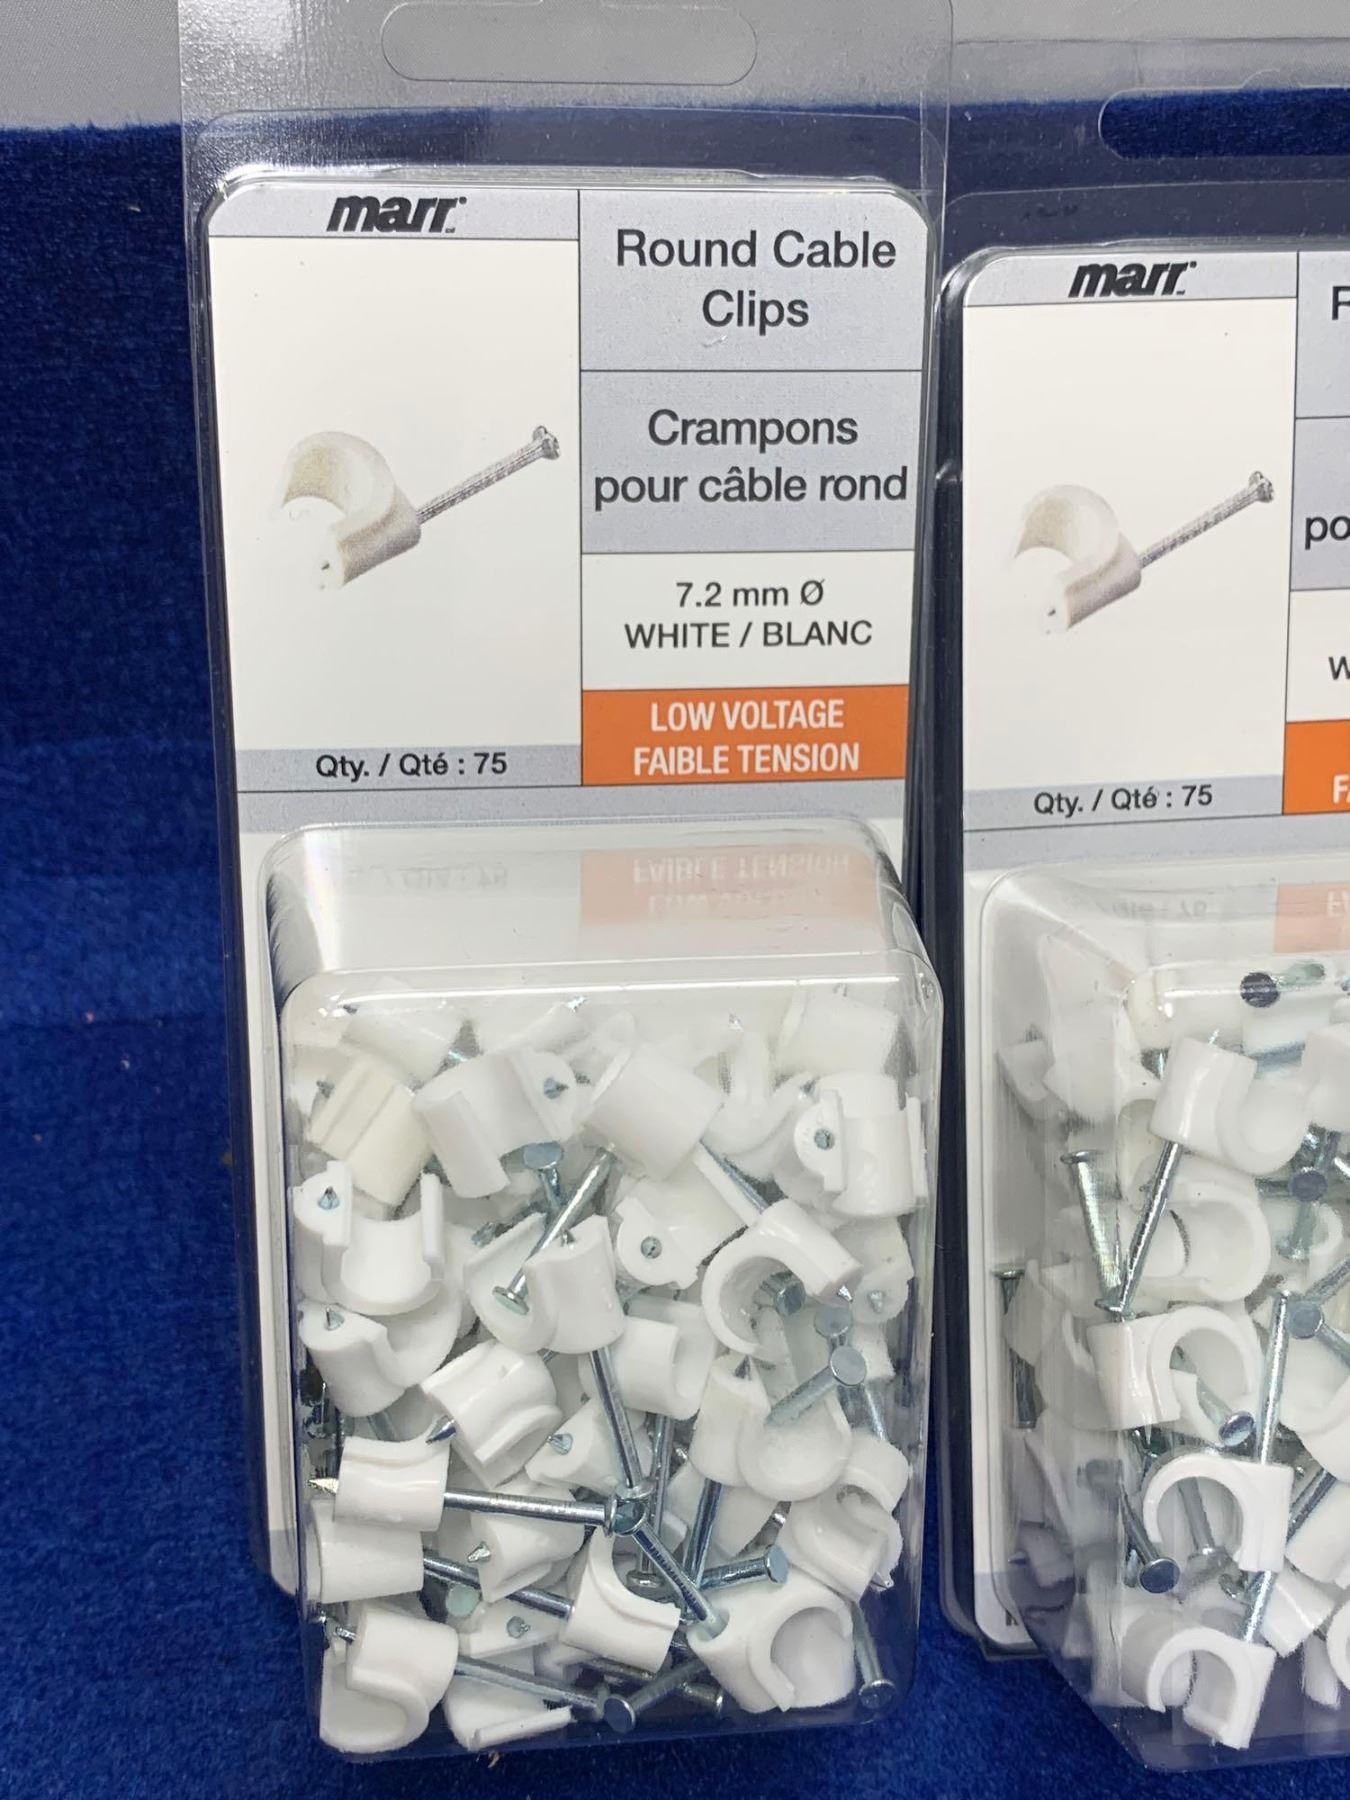 marr
Round Cable
Clips
Crampons
pour câble rond
7.2 mm Ø
WHITE / BLANC
LOW VOLTAGE
FAIBLE TENSION
Qty. / Qté : 75
marr
Qty. / Qté : 75